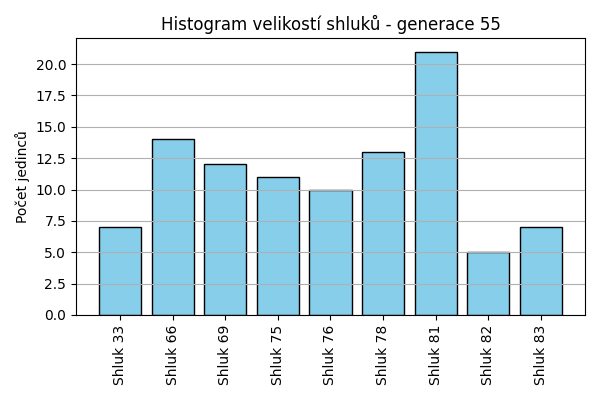 Histogram velikostí shluků - generace 55
Počet jedinců
20.0
17.5
15.0
12.5
10.0
7.5
5.0
2.5
0.0
Shluk 33
Shluk 66
Shluk 69
Shluk 75
Shluk 76
Shluk 78
Shluk 81
Shluk 82
Shluk 83